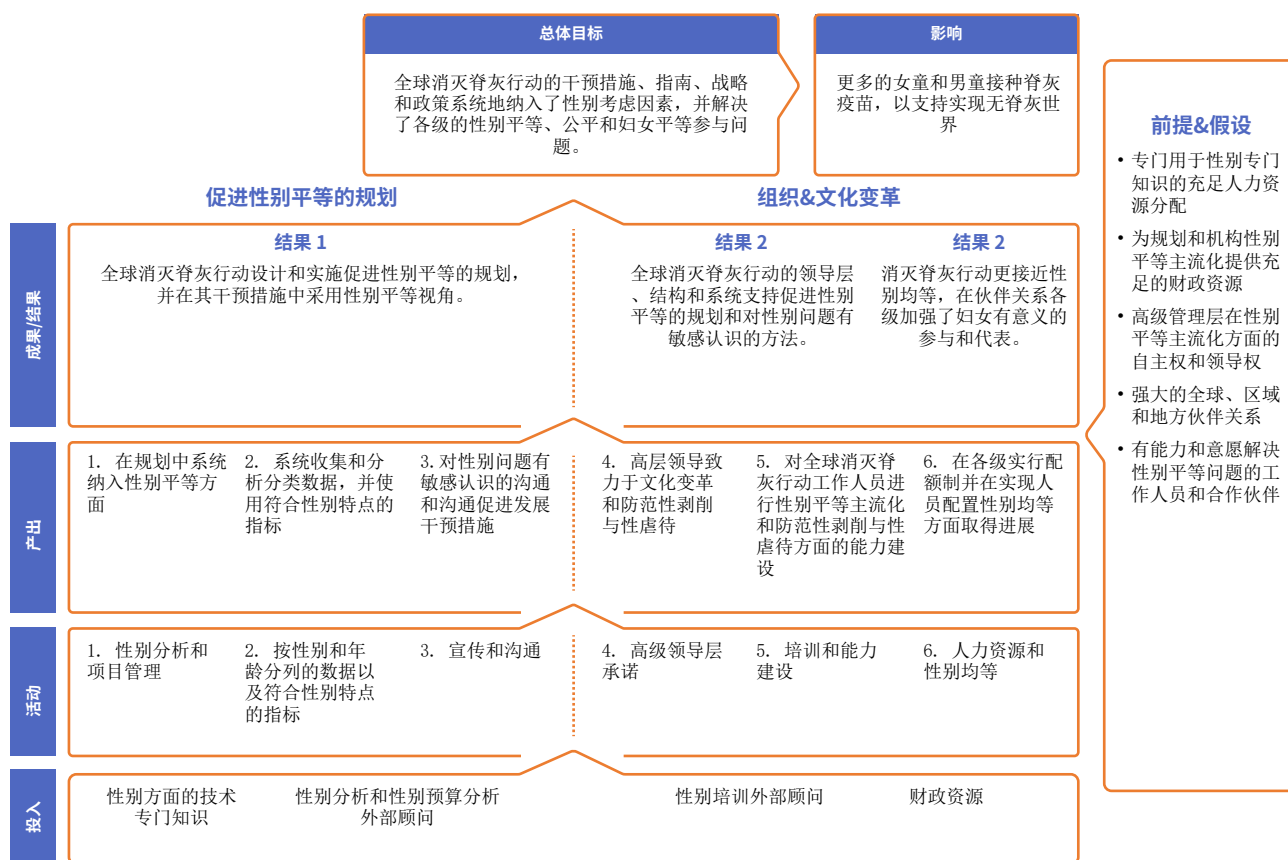 总体目标
全球消灭脊灰行动的干预措施、指南、战略
和政策系统地纳入了性别考虑因素，并解决
了各级的性别平等、公平和妇女平等参与问
题。
影响
更多的女童和男童接种脊灰
疫苗，以支持实现无脊灰世
界
促进性别平等的规划
组织&文化变革
成果/结果
结果 1
全球消灭脊灰行动设计和实施促进性别平等的规划，
并在其干预措施中采用性别平等视角。
结果 2
全球消灭脊灰行动的领导层
、结构和系统支持促进性别
平等的规划和对性别问题有
敏感认识的方法。
结果 2
消灭脊灰行动更接近性
别均等，在伙伴关系各
级加强了妇女有意义的
参与和代表。
产出
1. 在规划中系统
纳入性别平等方
面
2. 系统收集和分
析分类数据，并使
用符合性别特点的
指标
3.对性别问题有
敏感认识的沟通
和沟通促进发展
干预措施
4. 高层领导致
力于文化变革
和防范性剥削
与性虐待
5. 对全球消灭脊
灰行动工作人员进
行性别平等主流化
和防范性剥削与性
虐待方面的能力建
设
6. 在各级实行配
额制并在实现人
员配置性别均等
方面取得进展
活动
1. 性别分析和
项目管理
2. 按性别和年
龄分列的数据以
及符合性别特点
的指标
3. 宣传和沟通
4. 高级领导层
承诺
5. 培训和能力
建设
6. 人力资源和
性别均等
投入
性别方面的技术
专门知识
性别分析和性别预算分析
外部顾问
性别培训外部顾问
财政资源
前提&假设
• 专门用于性别专门
知识的充足人力资
源分配
• 为规划和机构性别
平等主流化提供充
足的财政资源
• 高级管理层在性别
平等主流化方面的
自主权和领导权
• 强大的全球、区域
和地方伙伴关系
• 有能力和意愿解决
性别平等问题的工
作人员和合作伙伴